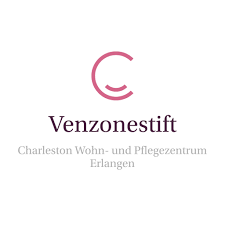 Venzonestift
Charleston Wohn- und Pflegezentrum
Erlangen